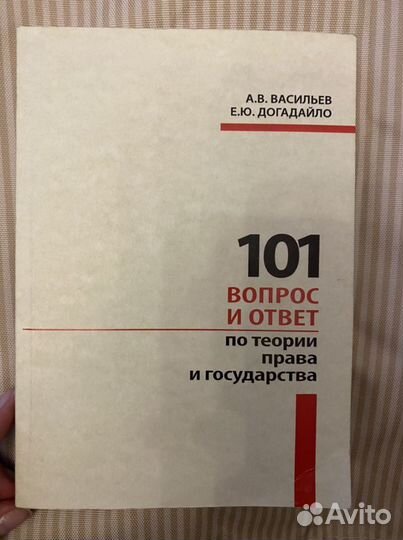 А.В. ВАСИЛЬЕВ
Е.Ю. ДОГАДАЙЛО
101
ВОПРОС
И ОТВЕТ
по теории
права
и государства
Avito